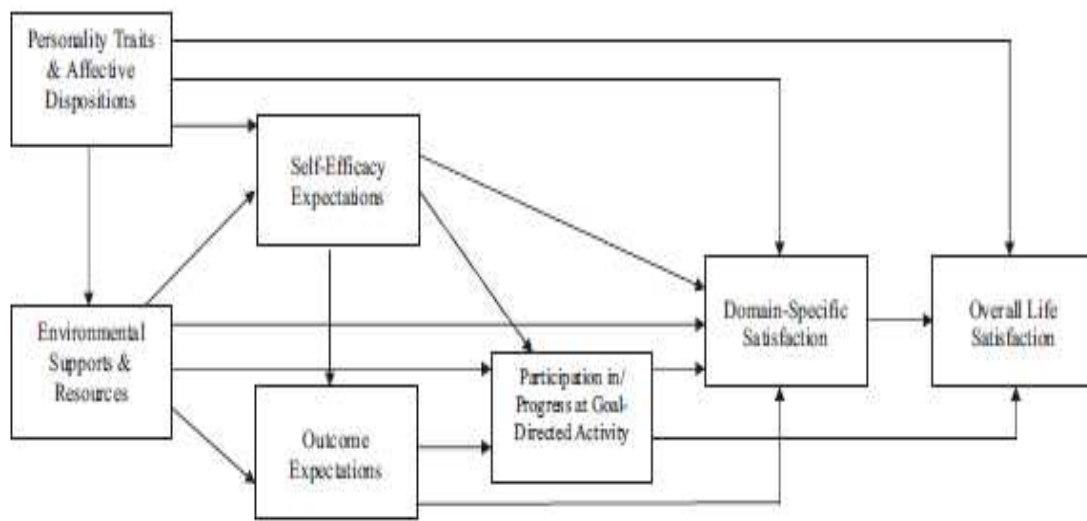 Personality Traits
& Affective
Dispositions
Self-Efficacy
Expectations
Environmental
Supports &
Resources
Domain-Specific
Satisfaction
Overall Life
Satisfaction
Participation in/
Progress at Goal-
Directed Activity
Outcome
Expectations